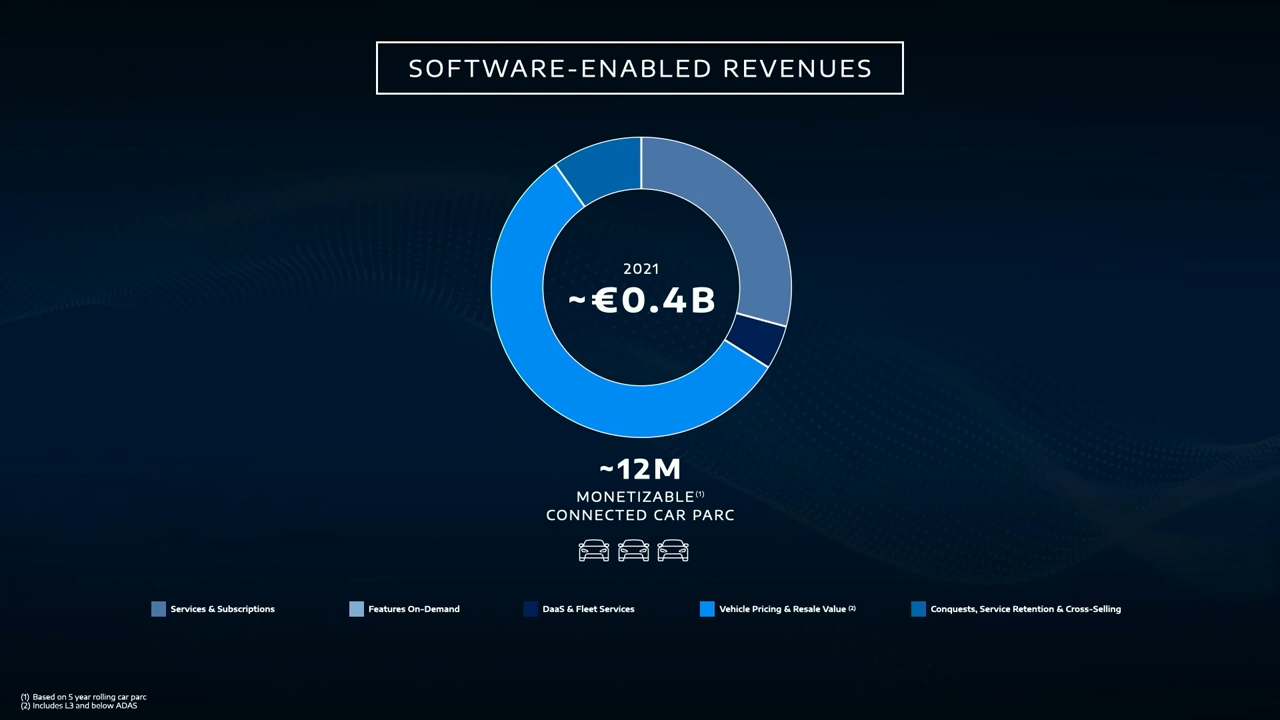 SOFTWARE-ENABLED REVENUES
2021
~€0.4B
~12M
MONETIZABLE(1)
CONNECTED CAR PARC
Services & Subscriptions
Features On-Demand
DaaS & Fleet Services
Vehicle Pricing & Resale Value (2)
Conquests, Service Retention & Cross-Selling
(1) Based on 5 year rolling car parc
(2) Includes L3 and below ADAS